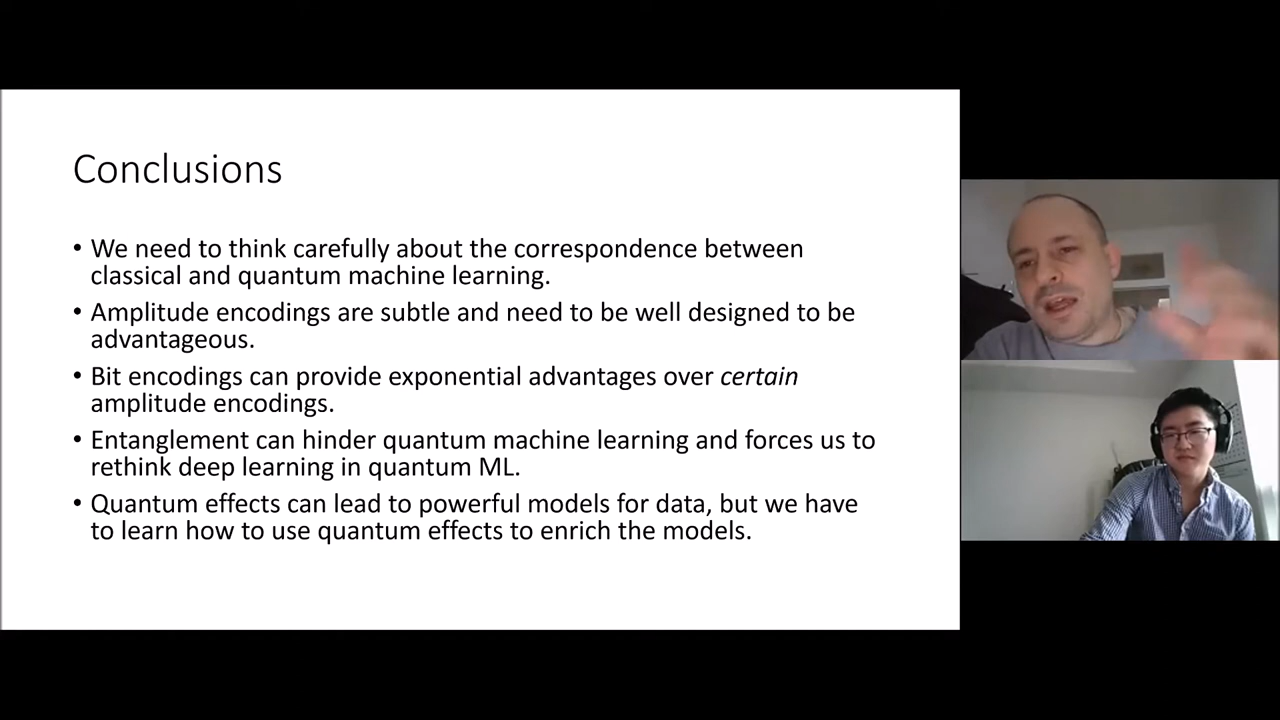 Conclusions
• We need to think carefully about the correspondence between
classical and quantum machine learning.
• Amplitude encodings are subtle and need to be well designed to be
advantageous.
• Bit encodings can provide exponential advantages over certain
amplitude encodings.
• Entanglement can hinder quantum machine learning and forces us to
rethink deep learning in quantum ML.
• Quantum effects can lead to powerful models for data, but we have
to learn how to use quantum effects to enrich the models.